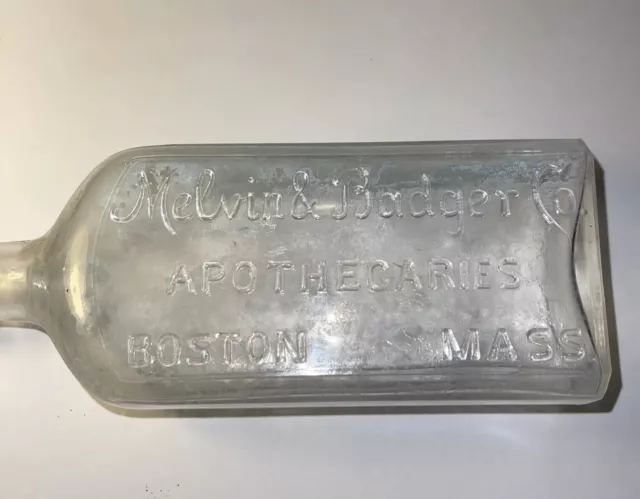 Melvin & Badger Co
APOTHECARIES
BOSTON MASS